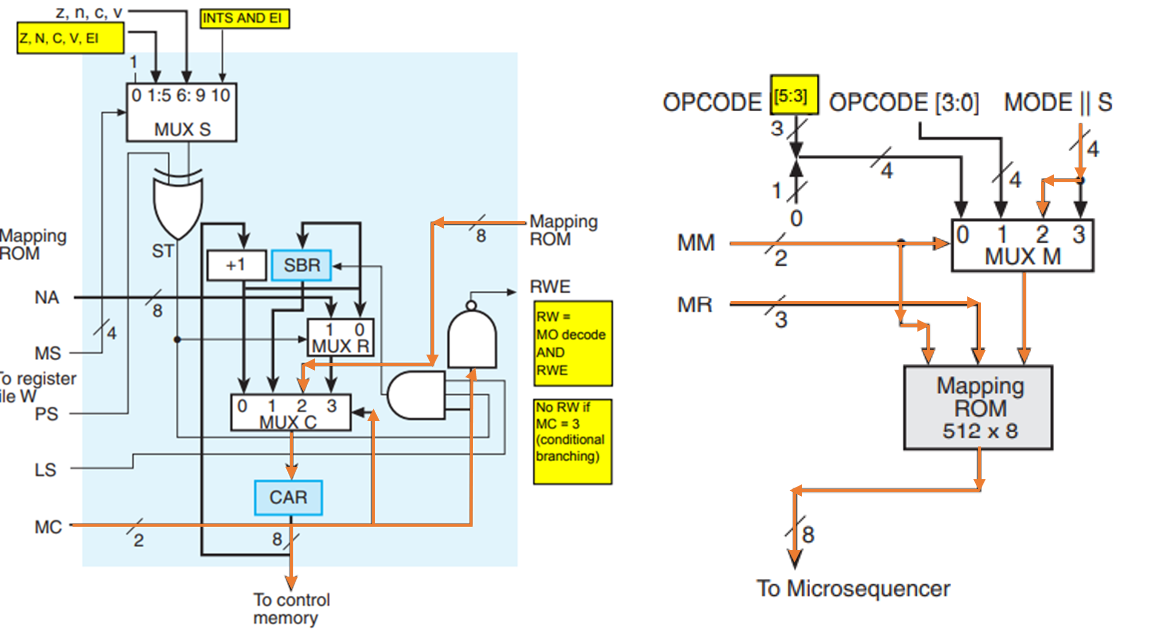 z, n, c, v
Z, N, C, V, EI
INTS AND EI
1
0 1:5 6: 9 10
MUX S
ST
Mapping
ROM
+1
SBR
8
Mapping
ROM
NA
8
4
MS
1 0
MUX R
RWE
RW =
MO decode
AND
RWE
To register
ile W
PS
0 1 2 3
MUX C
No RW if
MC = 3
(conditional
branching)
LS
CAR
MC
2
8
To control
memory
OPCODE [5:3] OPCODE [3:0] MODE || S
3
4
4
4
1
0
0 1 2 3
MUX M
MM
2
MR
3
Mapping
ROM
512 x 8
8
To Microsequencer